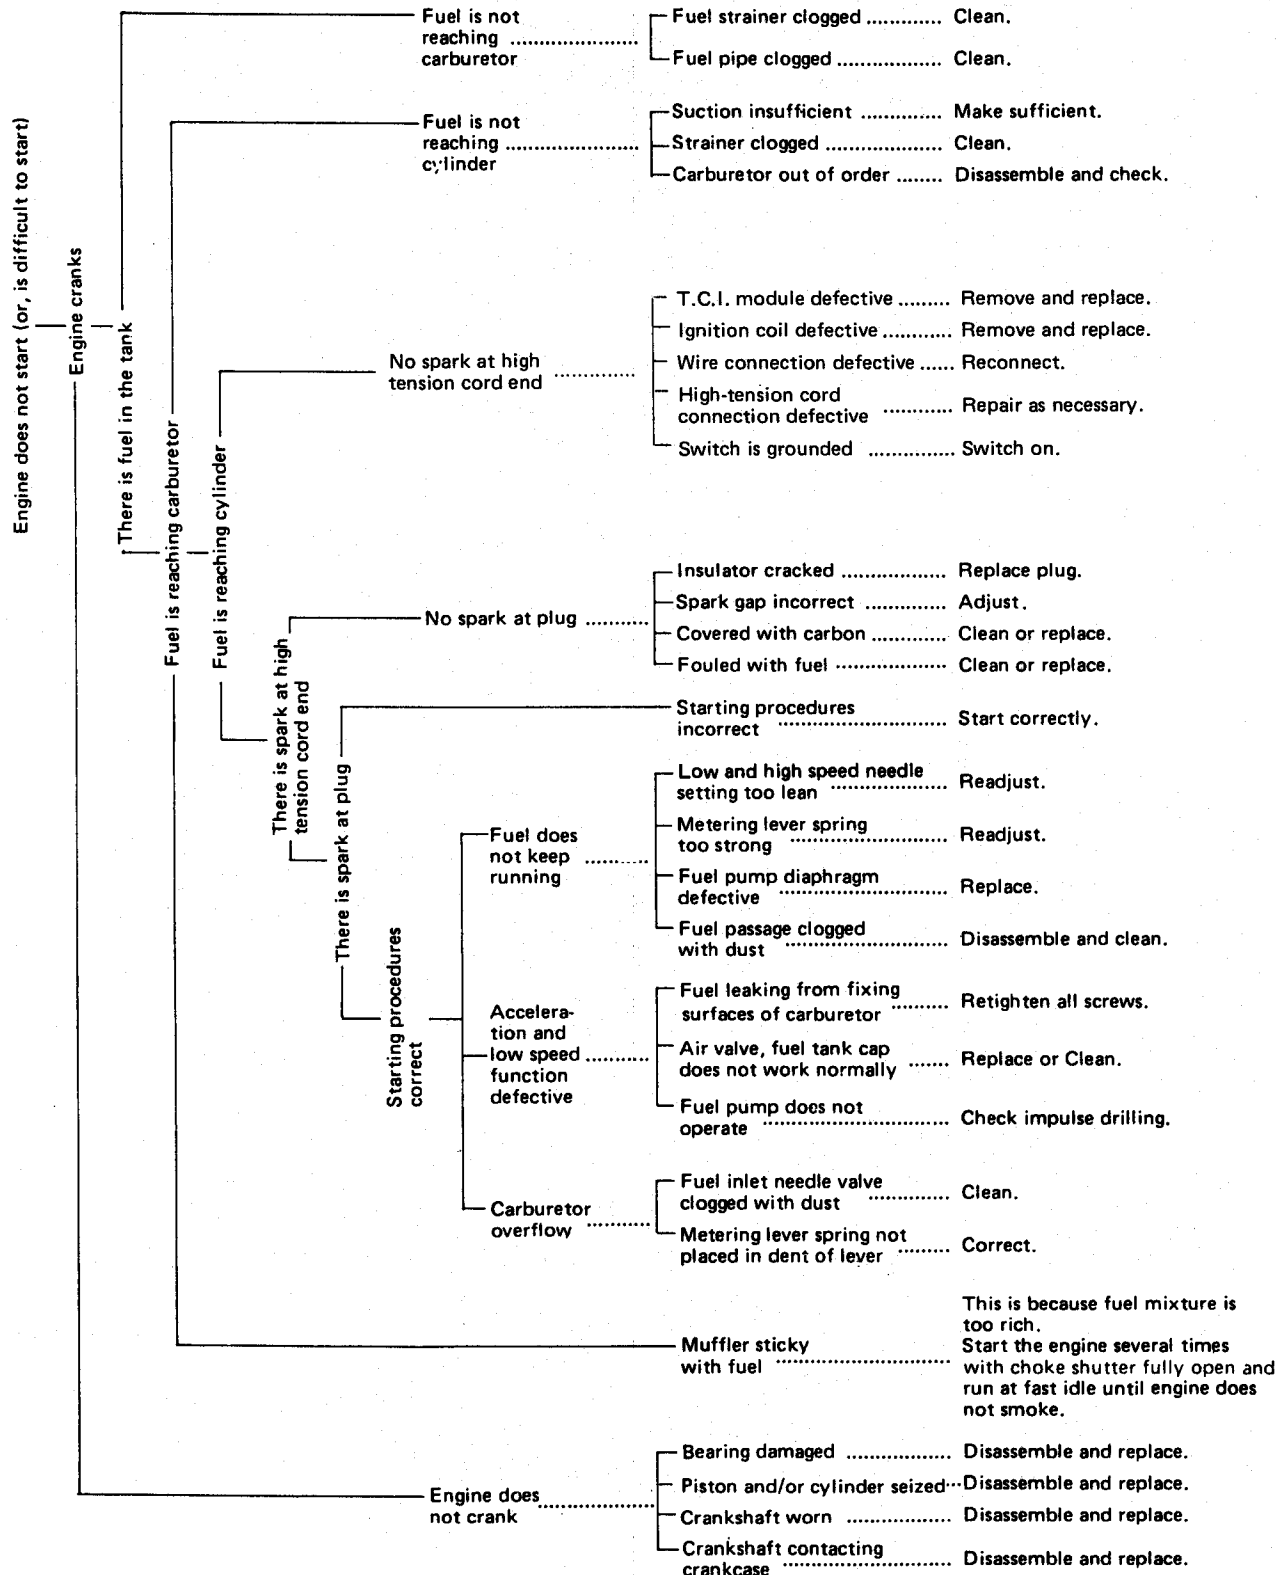 Engine does not start (or, is difficult to start)
Engine cranks
There is fuel in the tank
Fuel is reaching carburetor
Fuel is reaching cylinder
There is spark at high
tension cord end
There is spark at plug
Starting procedures
correct
Fuel is not
reaching
carburetor
Fuel strainer clogged ............. Clean.
Fuel pipe clogged .................. Clean.
Fuel is not
reaching
cylinder
Suction insufficient ............. Make sufficient.
Strainer clogged .................... Clean.
Carburetor out of order ........ Disassemble and check.
No spark at high
tension cord end
T.C.I. module defective ......... Remove and replace.
Ignition coil defective ............ Remove and replace.
Wire connection defective ...... Reconnect.
High-tension cord
connection defective ............ Repair as necessary.
Switch is grounded ............... Switch on.
No spark at plug
Insulator cracked .................. Replace plug.
Spark gap incorrect .............. Adjust.
Covered with carbon ............. Clean or replace.
Fouled with fuel ................... Clean or replace.
Starting procedures
incorrect ............................. Start correctly.
Fuel does
not keep
running
Low and high speed needle
setting too lean .................... Readjust.
Metering lever spring
too strong ........................... Readjust.
Fuel pump diaphragm
defective ............................. Replace.
Fuel passage clogged
with dust ............................ Disassemble and clean.
Accelera-
tion and
low speed
function
defective
Fuel leaking from fixing
surfaces of carburetor .......... Retighten all screws.
Air valve, fuel tank cap
does not work normally ....... Replace or Clean.
Fuel pump does not
operate ................................ Check impulse drilling.
Carburetor
overflow
Fuel inlet needle valve
clogged with dust .............. Clean.
Metering lever spring not
placed in dent of lever ......... Correct.
Muffler sticky
with fuel
This is because fuel mixture is
too rich.
Start the engine several times
with choke shutter fully open and
run at fast idle until engine does
not smoke.
Engine does
not crank
Bearing damaged .................. Disassemble and replace.
Piston and/or cylinder seized ... Disassemble and replace.
Crankshaft worn .................. Disassemble and replace.
Crankshaft contacting
crankcase ............................ Disassemble and replace.